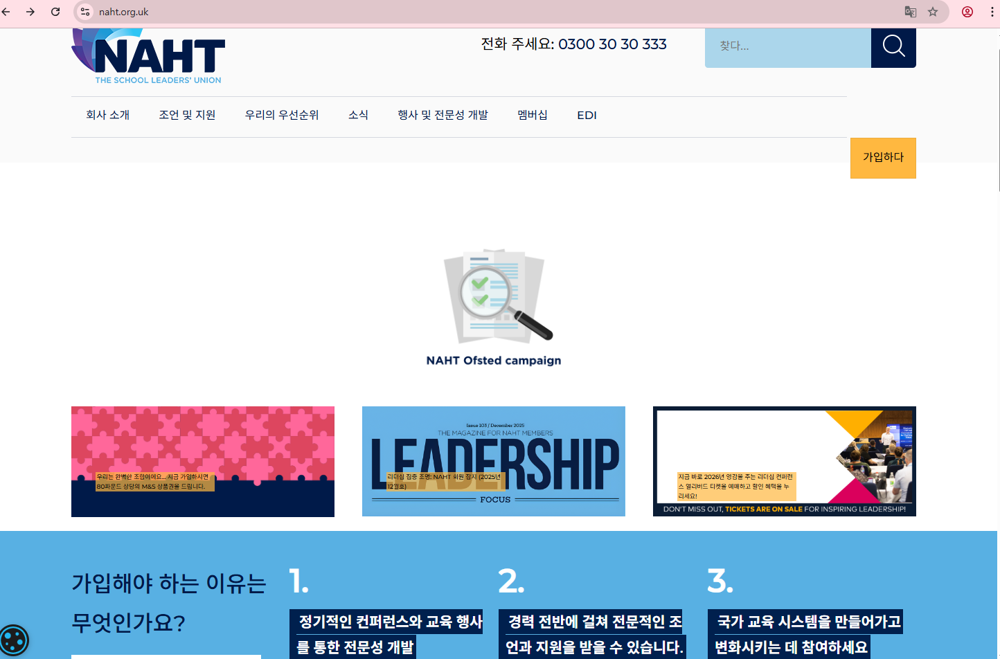 naht.org.uk
NAHT
THE SCHOOL LEADERS' UNION
전화 주세요: 0300 30 30 333
찾다...
회사 소개
조언 및 지원
우리의 우선순위
소식
행사 및 전문성 개발
멤버십
EDI
가입하다
NAHT Ofsted campaign
우리는 완벽한 조합이에요... 지금 가입하시면
80파운드 상당의 M&S 상품권을 드립니다.
Issue 103 / December 2025
THE MAGAZINE FOR NAHT MEMBERS
LEADERSHIP
리더십 집중 조명: NAHT 회원 잡지 (2025년
12월호)
FOCUS
지금 바로 2026년 영감을 주는 리더십 컨퍼런
스 얼리버드 티켓을 예매하고 할인 혜택을 누
리세요!
DON'T MISS OUT, TICKETS ARE ON SALE FOR INSPIRING LEADERSHIP!
가입해야 하는 이유는
무엇인가요?
1.
정기적인 컨퍼런스와 교육 행사
를 통한 전문성 개발
2.
경력 전반에 걸쳐 전문적인 조
언과 지원을 받을 수 있습니다.
3.
국가 교육 시스템을 만들어가고
변화시키는 데 참여하세요